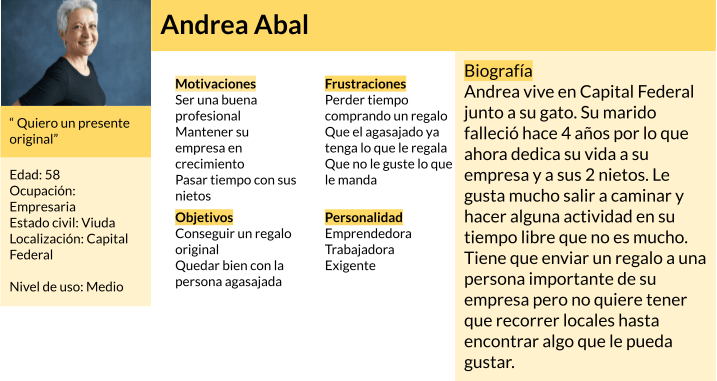 Andrea Abal
“ Quiero un presente
original”
Edad: 58
Ocupación:
Empresaria
Estado civil: Viuda
Localización: Capital
Federal
Nivel de uso: Medio
Motivaciones
Ser una buena
profesional
Mantener su
empresa en
crecimiento
Pasar tiempo con sus
nietos
Objetivos
Conseguir un regalo
original
Quedar bien con la
persona agasajada
Frustraciones
Perder tiempo
comprando un regalo
Que el agasajado ya
tenga lo que le regala
Que no le guste lo que
le manda
Personalidad
Emprendedora
Trabajadora
Exigente
Biografía
Andrea vive en Capital Federal
junto a su gato. Su marido
falleció hace 4 años por lo que
ahora dedica su vida a su
empresa y a sus 2 nietos. Le
gusta mucho salir a caminar y
hacer alguna actividad en su
tiempo libre que no es mucho.
Tiene que enviar un regalo a una
persona importante de su
empresa pero no quiere tener
que recorrer locales hasta
encontrar algo que le pueda
gustar.